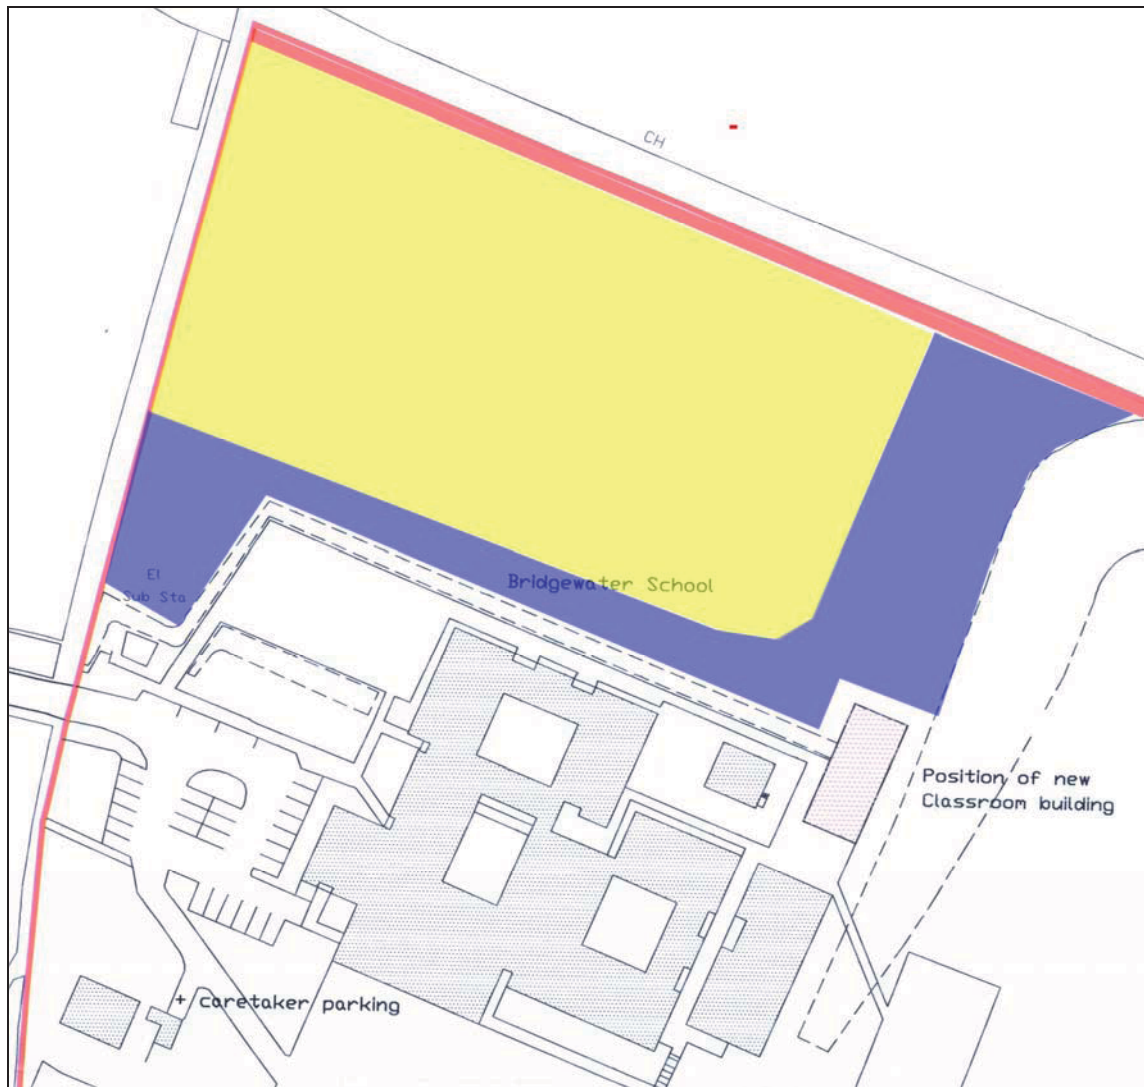 CH
El
Sub Sta
Bridgewater School
Position of new
Classroom building
+ caretaker parking